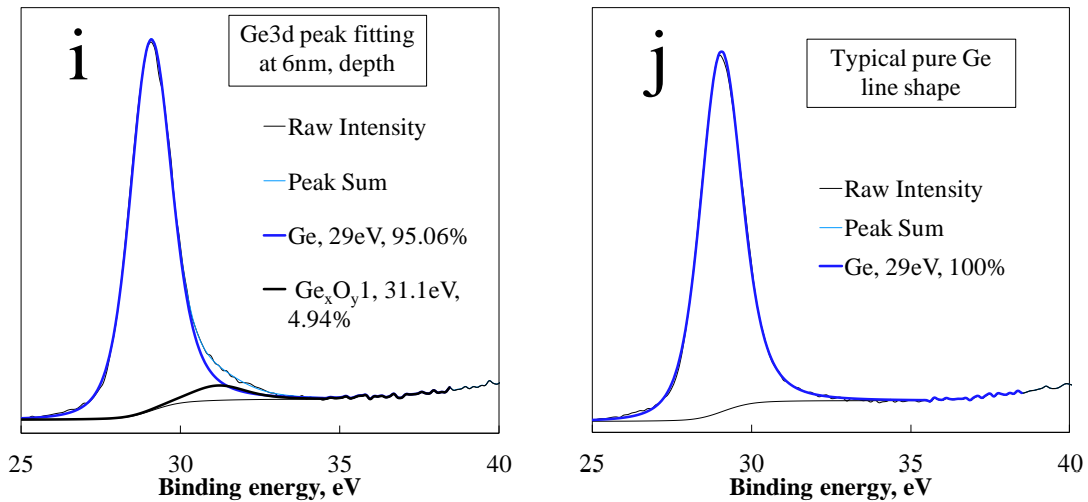 i
Ge3d peak fitting
at 6nm, depth
Raw Intensity
Peak Sum
Ge, 29eV, 95.06%
GexOy1, 31.1eV,
4.94%
25
30
35
40
Binding energy, eV
j
Typical pure Ge
line shape
Raw Intensity
Peak Sum
Ge, 29eV, 100%
25
30
35
40
Binding energy, eV